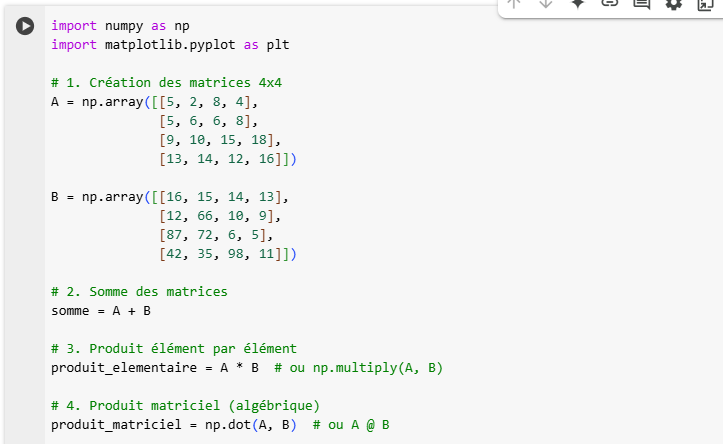 import numpy as np
import matplotlib.pyplot as plt
# 1. Création des matrices 4x4
A = np.array([[5, 2, 8, 4],
[5, 6, 6, 8],
[9, 10, 15, 18],
[13, 14, 12, 16]])
B = np.array([[16, 15, 14, 13],
[12, 66, 10, 9],
[87, 72, 6, 5],
[42, 35, 98, 11]])
# 2. Somme des matrices
somme = A + B
# 3. Produit élément par élément
produit_elementaire = A * B  # ou np.multiply(A, B)
# 4. Produit matriciel (algébrique)
produit_matriciel = np.dot(A, B)  # ou A @ B